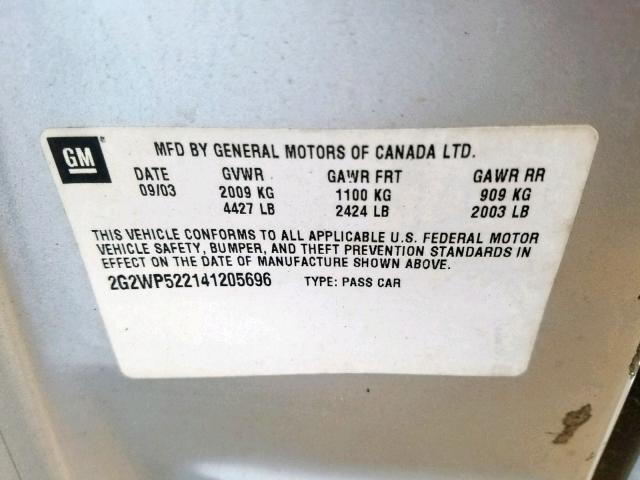 GM MFD BY GENERAL MOTORS OF CANADA LTD.
DATE GVWR GAWR FRT GAWR RR
09/03 2009 KG 1100 KG 909 KG
4427 LB 2424 LB 2003 LB
THIS VEHICLE CONFORMS TO ALL APPLICABLE U.S. FEDERAL MOTOR
VEHICLE SAFETY, BUMPER, AND THEFT PREVENTION STANDARDS IN
EFFECT ON THE DATE OF MANUFACTURE SHOWN ABOVE.
2G2WP522141205696 TYPE: PASS CAR